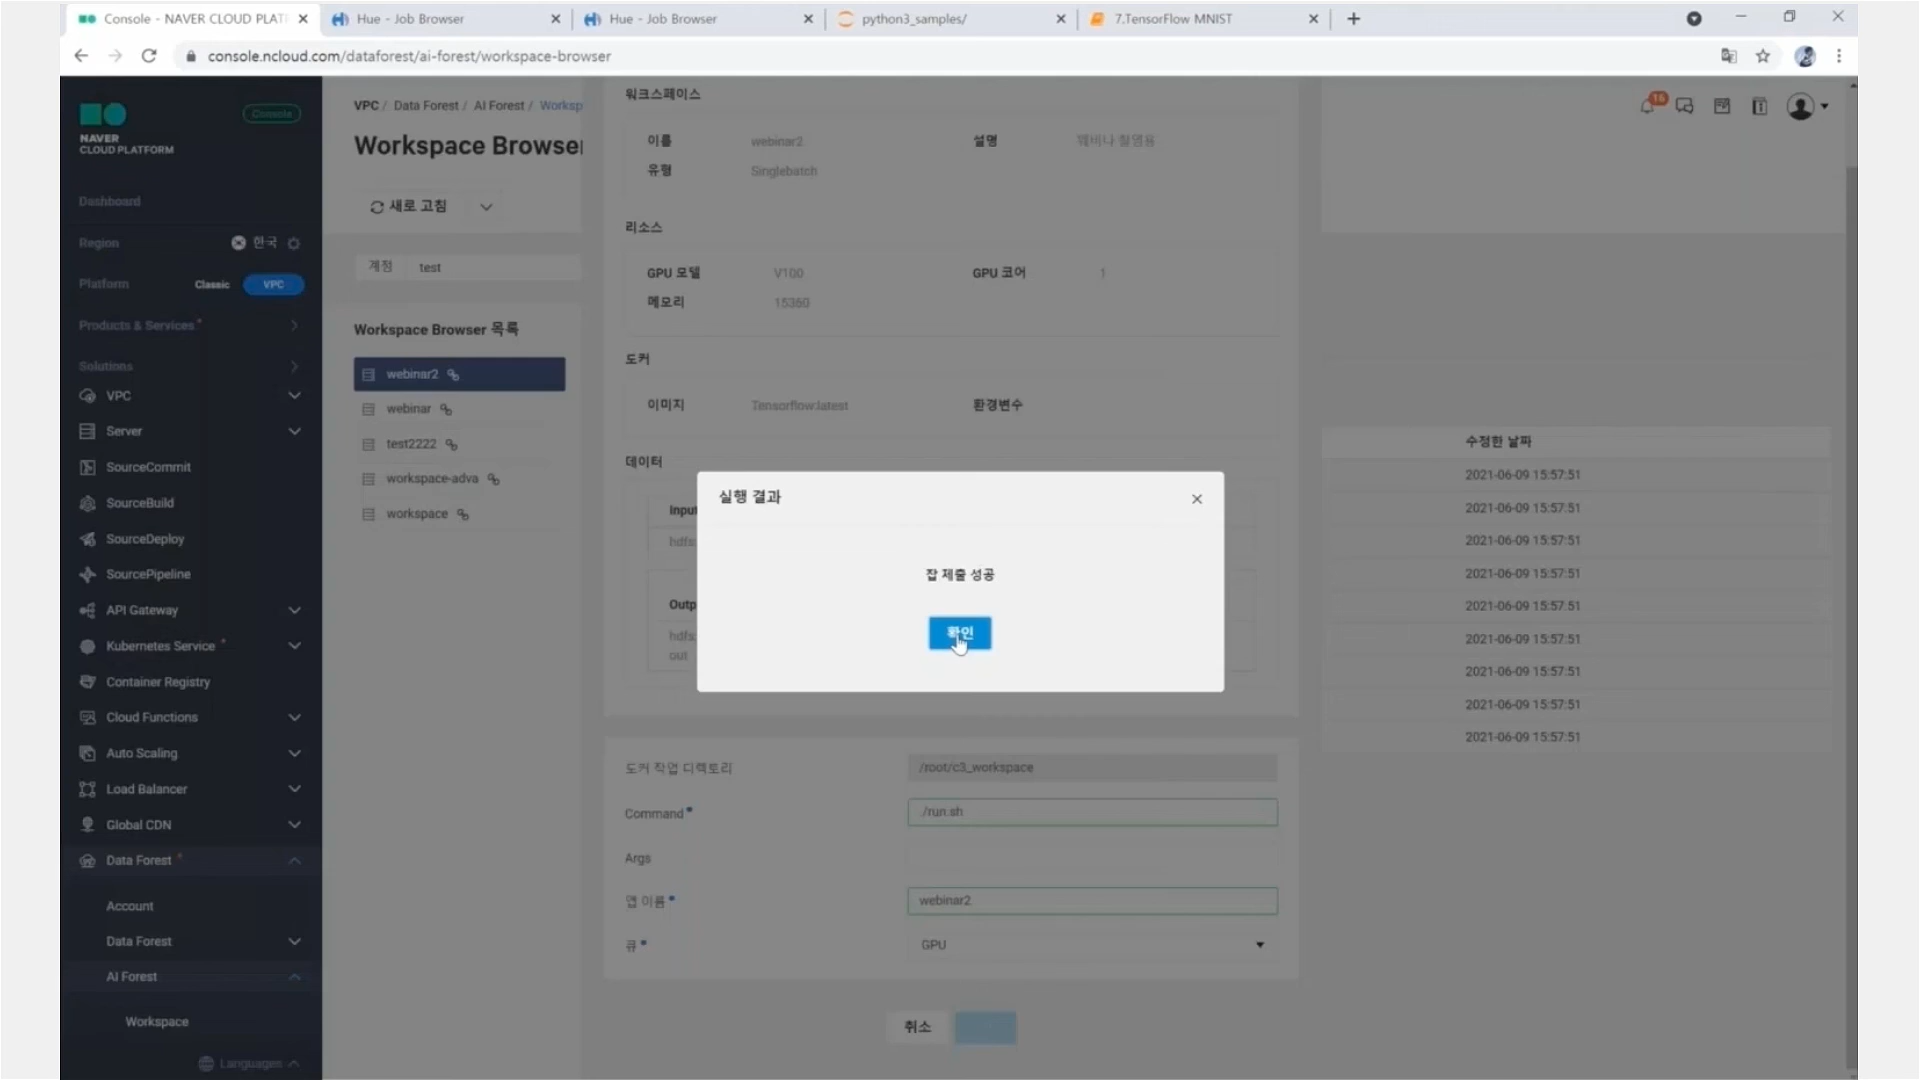 Console - NAVER CLOUD PLAT
Hue - Job Browser
Hue - Job Browser
python3_samples/
7.TensorFlow MNIST
console.ncloud.com/dataforest/ai-forest/workspace-browser
Console
NAVER
CLOUD PLATFORM
Dashboard
Region 한국
Platform Classic VPC
Products & Services
Solutions
VPC
Server
SourceCommit
SourceBuild
SourceDeploy
SourcePipeline
API Gateway
Kubernetes Service
Container Registry
Cloud Functions
Auto Scaling
Load Balancer
Global CDN
Data Forest
Account
Data Forest
AI Forest
Workspace
Languages
VPC / Data Forest / AI Forest / Worksp
Workspace Browser
새로 고침
계정 test
Workspace Browser 목록
webinar2
webinar
test2222
workspace-adva
workspace
워크스페이스
이름 webinar2 설명 웨비나 촬영용
유형 Singlebatch
리소스
GPU 모델 V100 GPU 코어 1
메모리 15360
도커
이미지 Tensorflow:latest 환경변수
데이터
Input
hdfs:
Outp
hdfs:
out
실행 결과
잡 제출 성공
확인
도커 작업 디렉토리 /root/c3_workspace
Command ./run.sh
Args
앱 이름 webinar2
큐 GPU
취소
16
수정한 날짜
2021-06-09 15:57:51
2021-06-09 15:57:51
2021-06-09 15:57:51
2021-06-09 15:57:51
2021-06-09 15:57:51
2021-06-09 15:57:51
2021-06-09 15:57:51
2021-06-09 15:57:51
2021-06-09 15:57:51